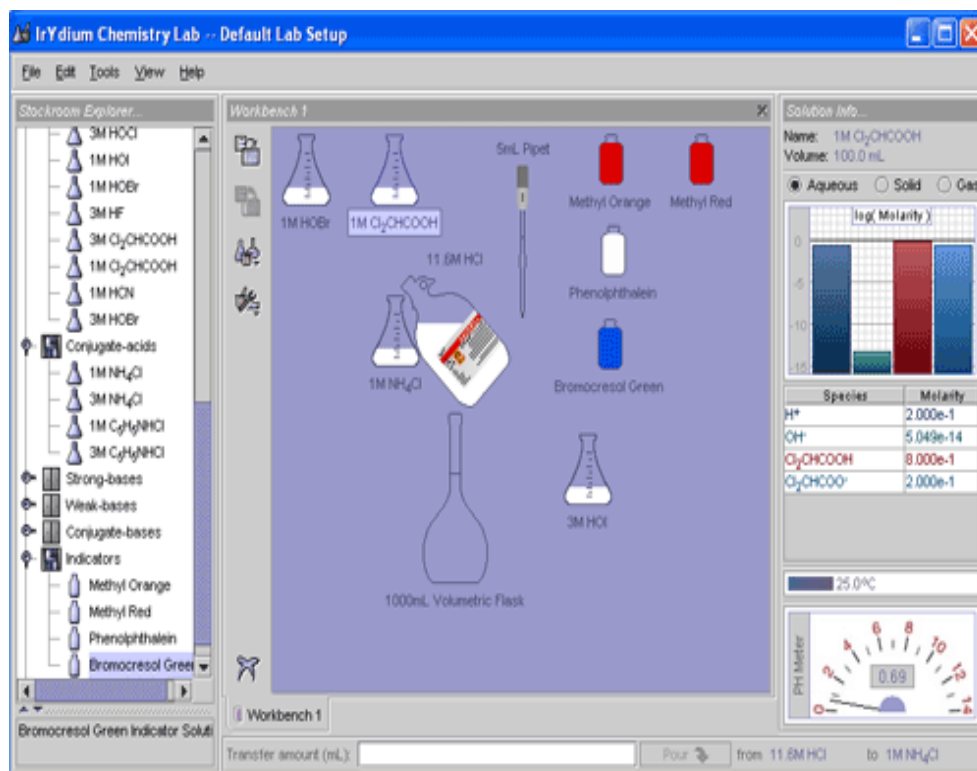 IrYdium Chemistry Lab -- Default Lab Setup
File Edit Tools View Help
Stockroom Explorer...
3M HOCl
1M HOI
1M HOBr
3M HF
3M Cl₂CHCOOH
1M Cl₂CHCOOH
1M HCN
3M HOBr
Conjugate-acids
1M NH₄Cl
3M NH₄Cl
1M C₅H₅NHCl
3M C₅H₅NHCl
Strong-bases
Weak-bases
Conjugate-bases
Indicators
Methyl Orange
Methyl Red
Phenolphthalein
Bromocresol Green
Bromocresol Green Indicator Soluti
Workbench 1
1M HOBr
1M Cl₂CHCOOH
5mL Pipet
Methyl Orange
Methyl Red
11.6M HCl
Phenolphthalein
1M NH₄Cl
Bromocresol Green
3M HOI
1000mL Volumetric Flask
Workbench 1
Transfer amount (mL): Pour from 11.6M HCl to 1M NH₄Cl
Solution Info...
Name: 1M Cl₂CHCOOH
Volume: 100.0 mL
Aqueous Solid Gas
log( Molarity )
0
-5
-10
-15
Species Molarity
H⁺ 2.000e-1
OH⁻ 5.049e-14
Cl₂CHCOOH 8.000e-1
Cl₂CHCOO⁻ 2.000e-1
25.0°C
PH Meter
0 2 4 6 8 10 12 14
0.69